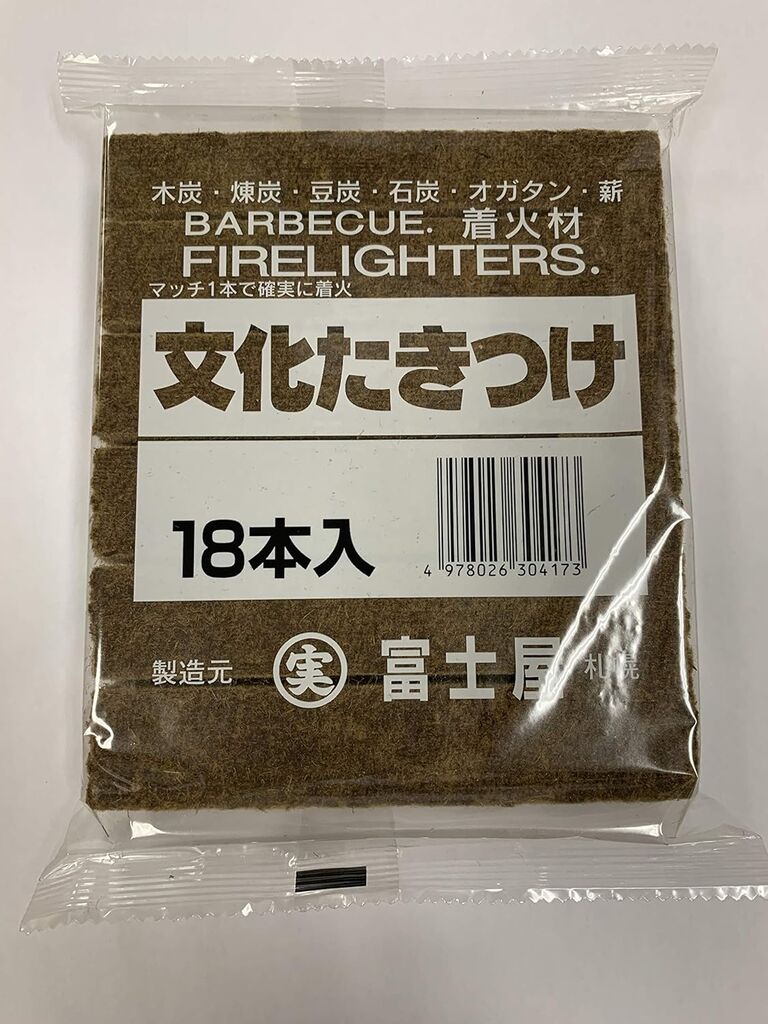 木炭・煉炭・豆炭・石炭・オガタン・薪
BARBECUE. 着火材
FIRELIGHTERS.
マッチ1本で確実に着火
文化たきつけ
18本入
4 978026 304173
製造元 実 富士屋 札幌